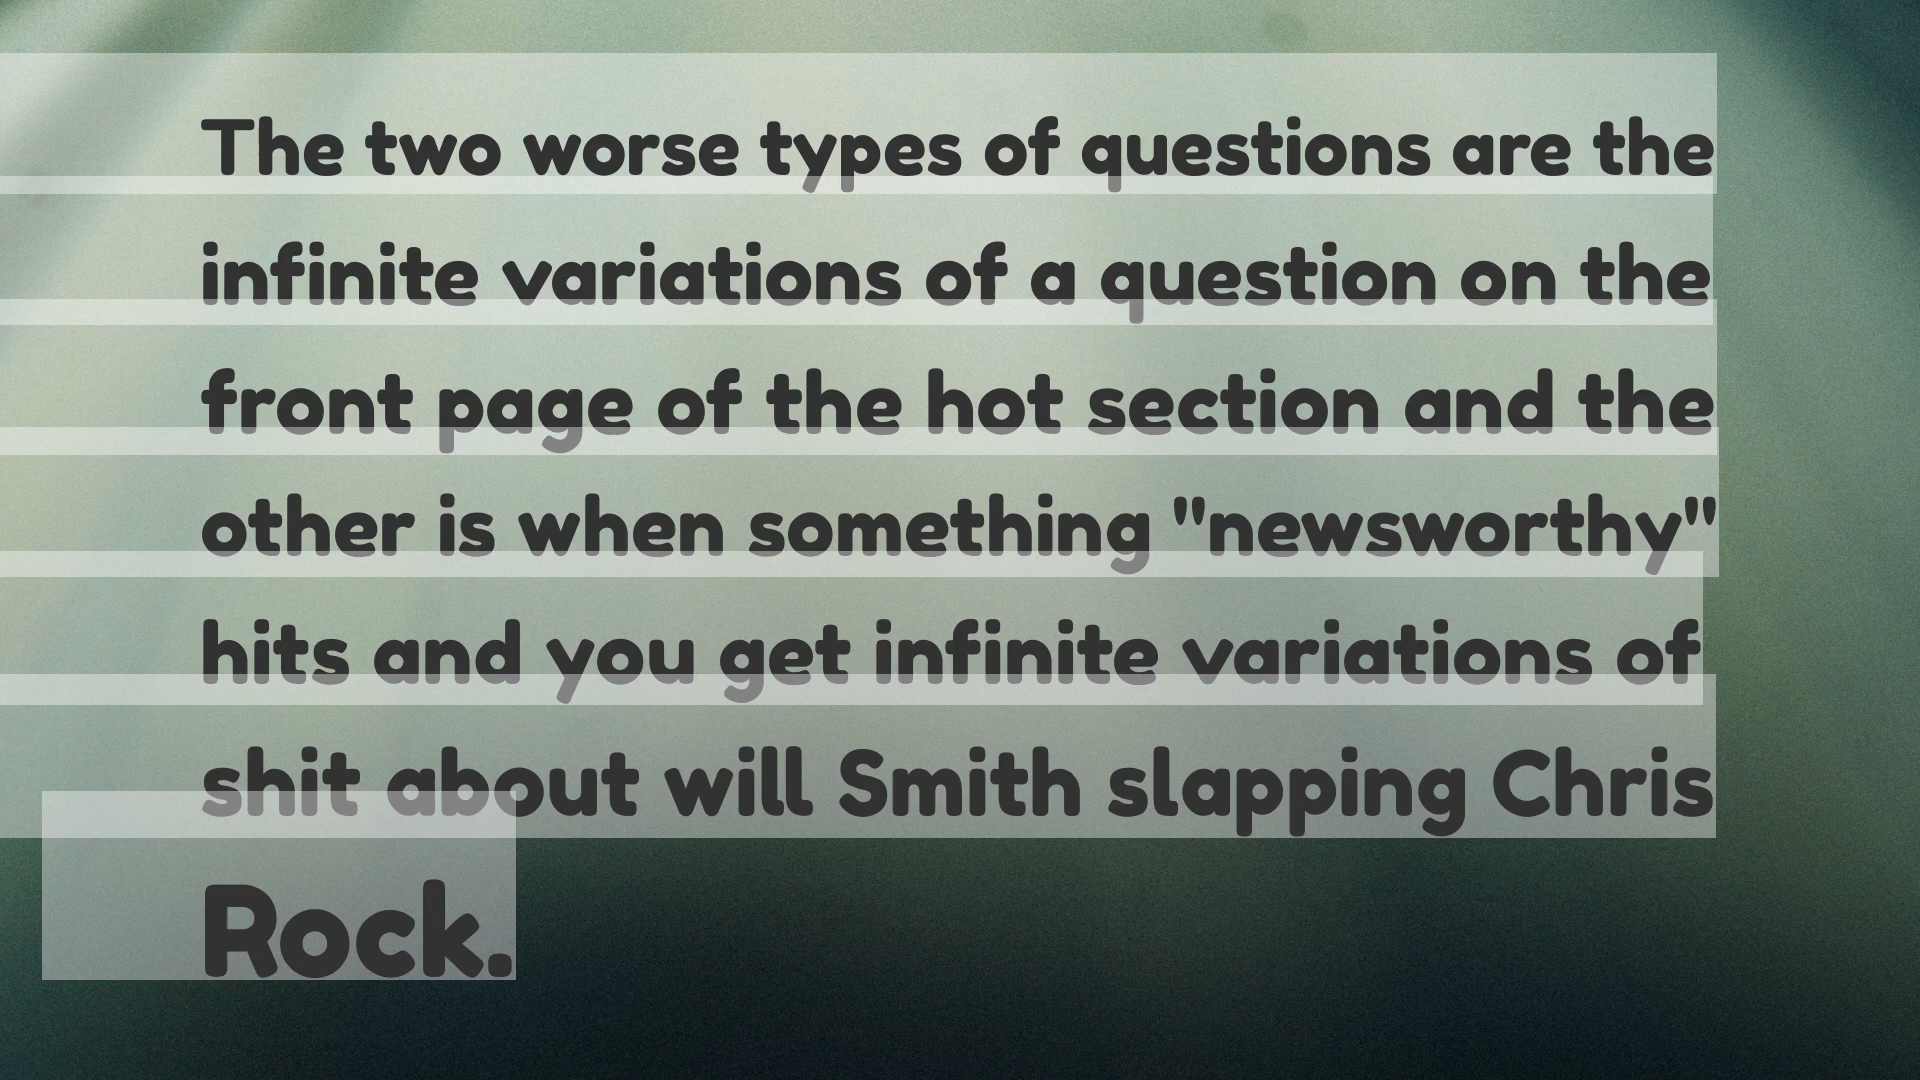 The two worse types of questions are the
infinite variations of a question on the
front page of the hot section and the
other is when something "newsworthy"
hits and you get infinite variations of
shit about will Smith slapping Chris
Rock.